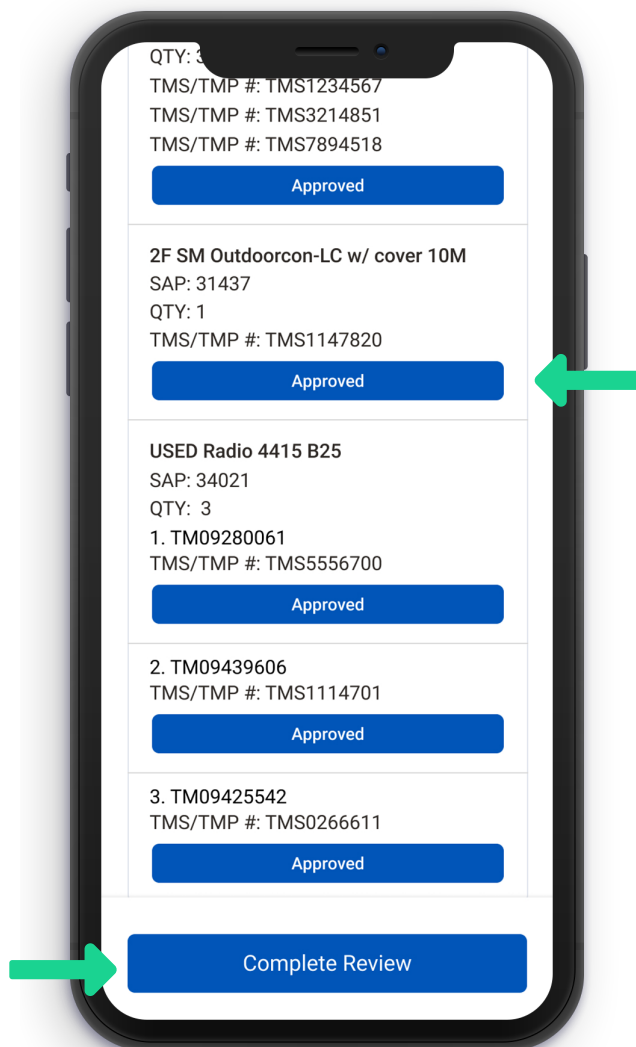 QTY: 3
TMS/TMP #: TMS1234567
TMS/TMP #: TMS3214851
TMS/TMP #: TMS7894518
Approved
2F SM Outdoorcon-LC w/ cover 10M
SAP: 31437
QTY: 1
TMS/TMP #: TMS1147820
Approved
USED Radio 4415 B25
SAP: 34021
QTY: 3
1. TM09280061
TMS/TMP #: TMS5556700
Approved
2. TM09439606
TMS/TMP #: TMS1114701
Approved
3. TM09425542
TMS/TMP #: TMS0266611
Approved
Complete Review